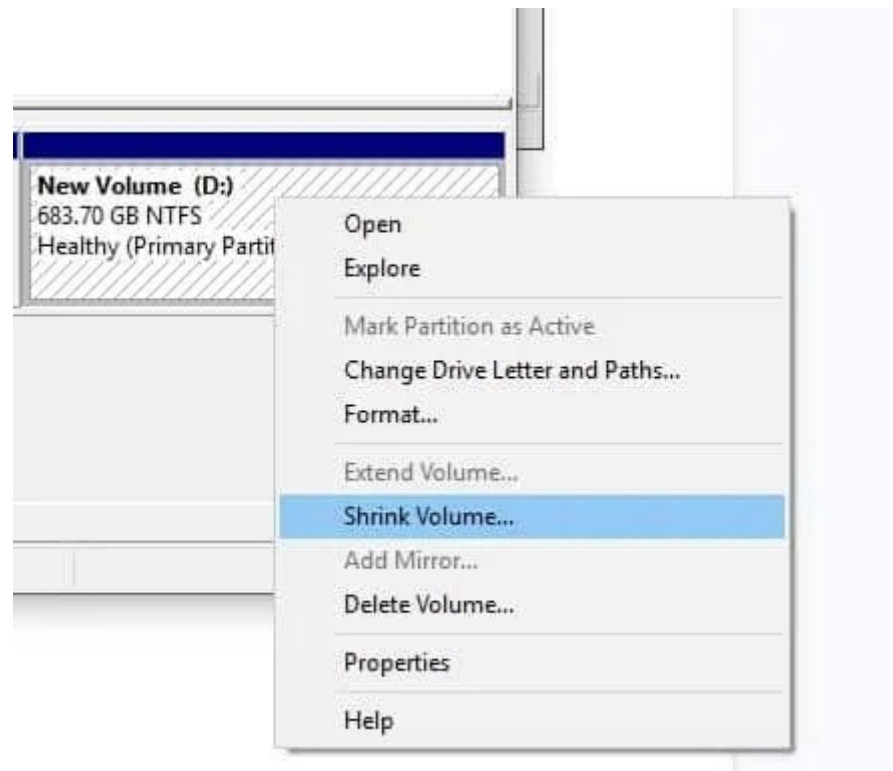 New Volume (D:)
683.70 GB NTFS
Healthy (Primary Partit
Open
Explore
Mark Partition as Active
Change Drive Letter and Paths...
Format...
Extend Volume...
Shrink Volume...
Add Mirror...
Delete Volume...
Properties
Help